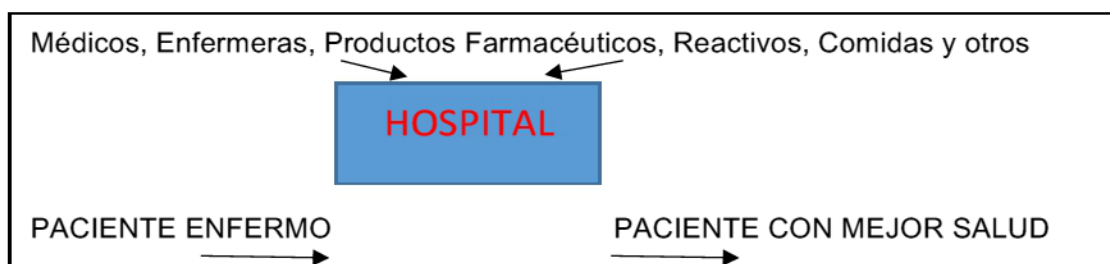 Médicos, Enfermeras, Productos Farmacéuticos, Reactivos, Comidas y otros
HOSPITAL
PACIENTE ENFERMO PACIENTE CON MEJOR SALUD